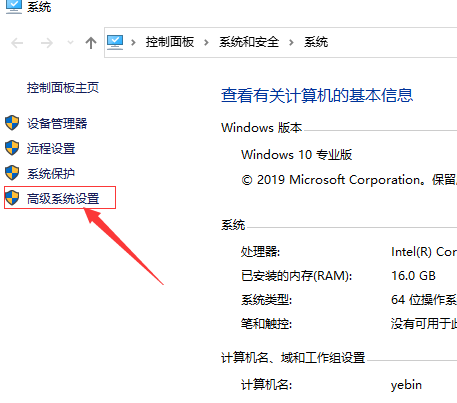 系统
控制面板 > 系统和安全 > 系统
控制面板主页
设备管理器
远程设置
系统保护
高级系统设置
查看有关计算机的基本信息
Windows 版本
Windows 10 专业版
© 2019 Microsoft Corporation。保留
系统
处理器: Intel(R) Cor
已安装的内存(RAM): 16.0 GB
系统类型: 64 位操作系
笔和触控: 没有可用于此
计算机名、域和工作组设置
计算机名: yebin